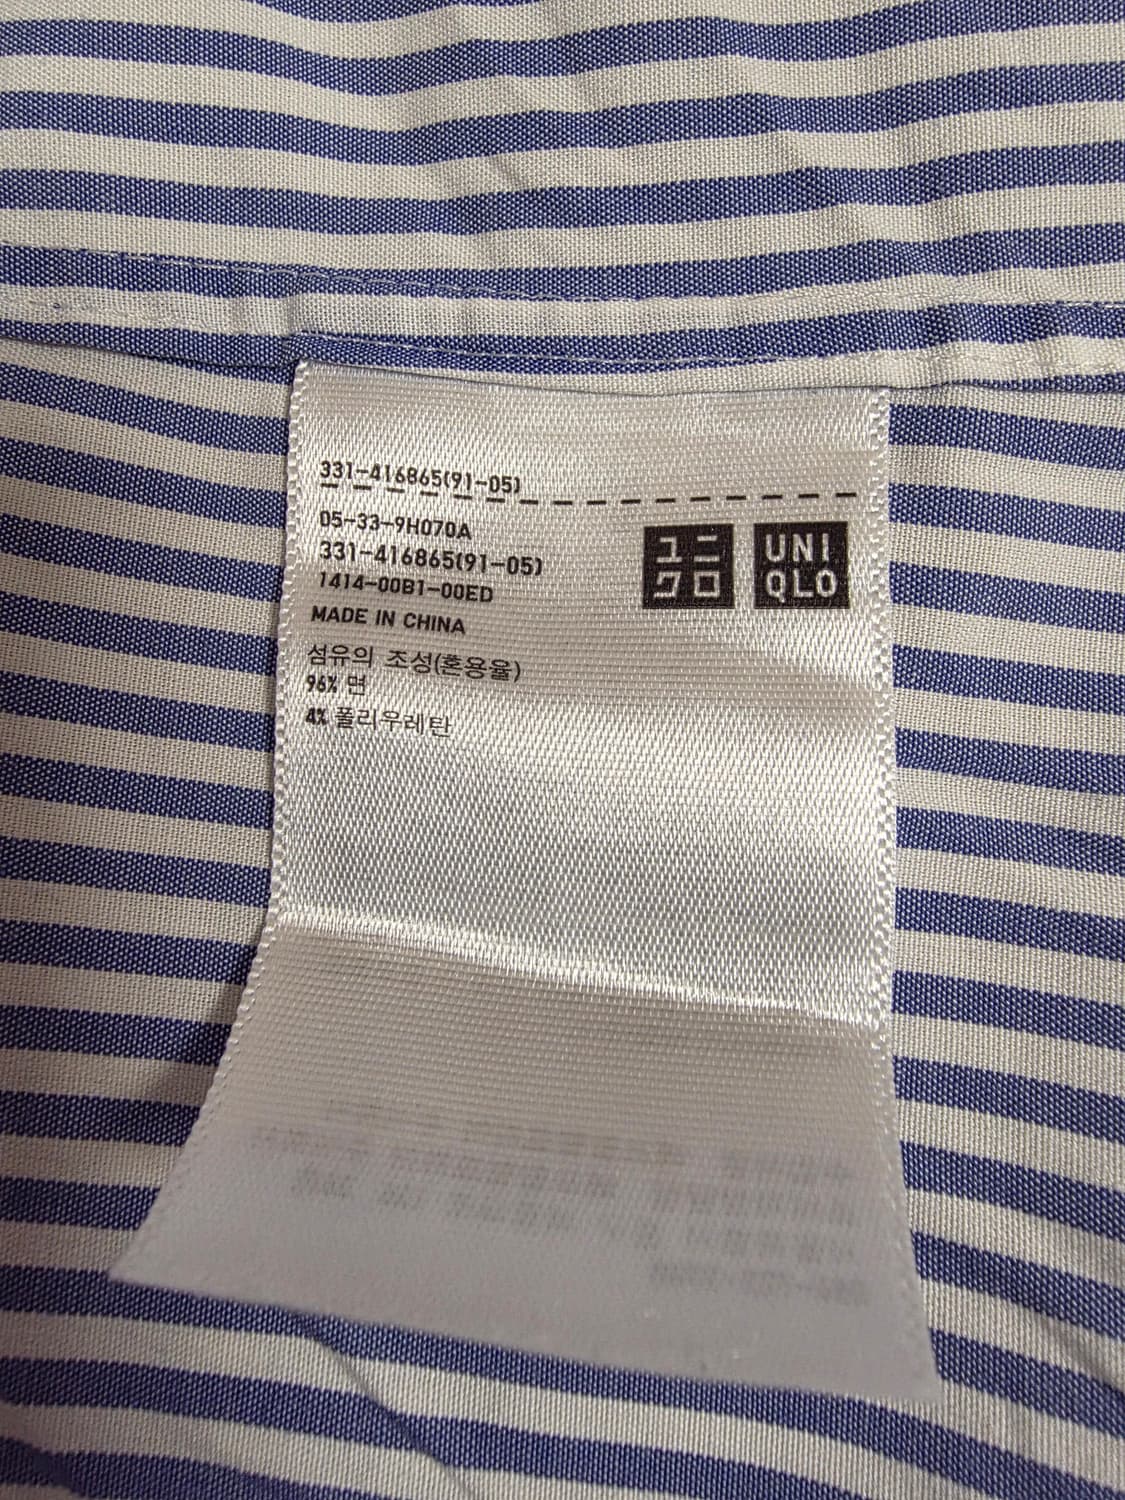 331-416865(91-05)
05-33-9H070A
331-416865(91-05)
1414-00B1-00ED
MADE IN CHINA
ユニ
クロ
UNI
QLO
섬유의 조성(혼용율)
96% 면
4% 폴리우레탄